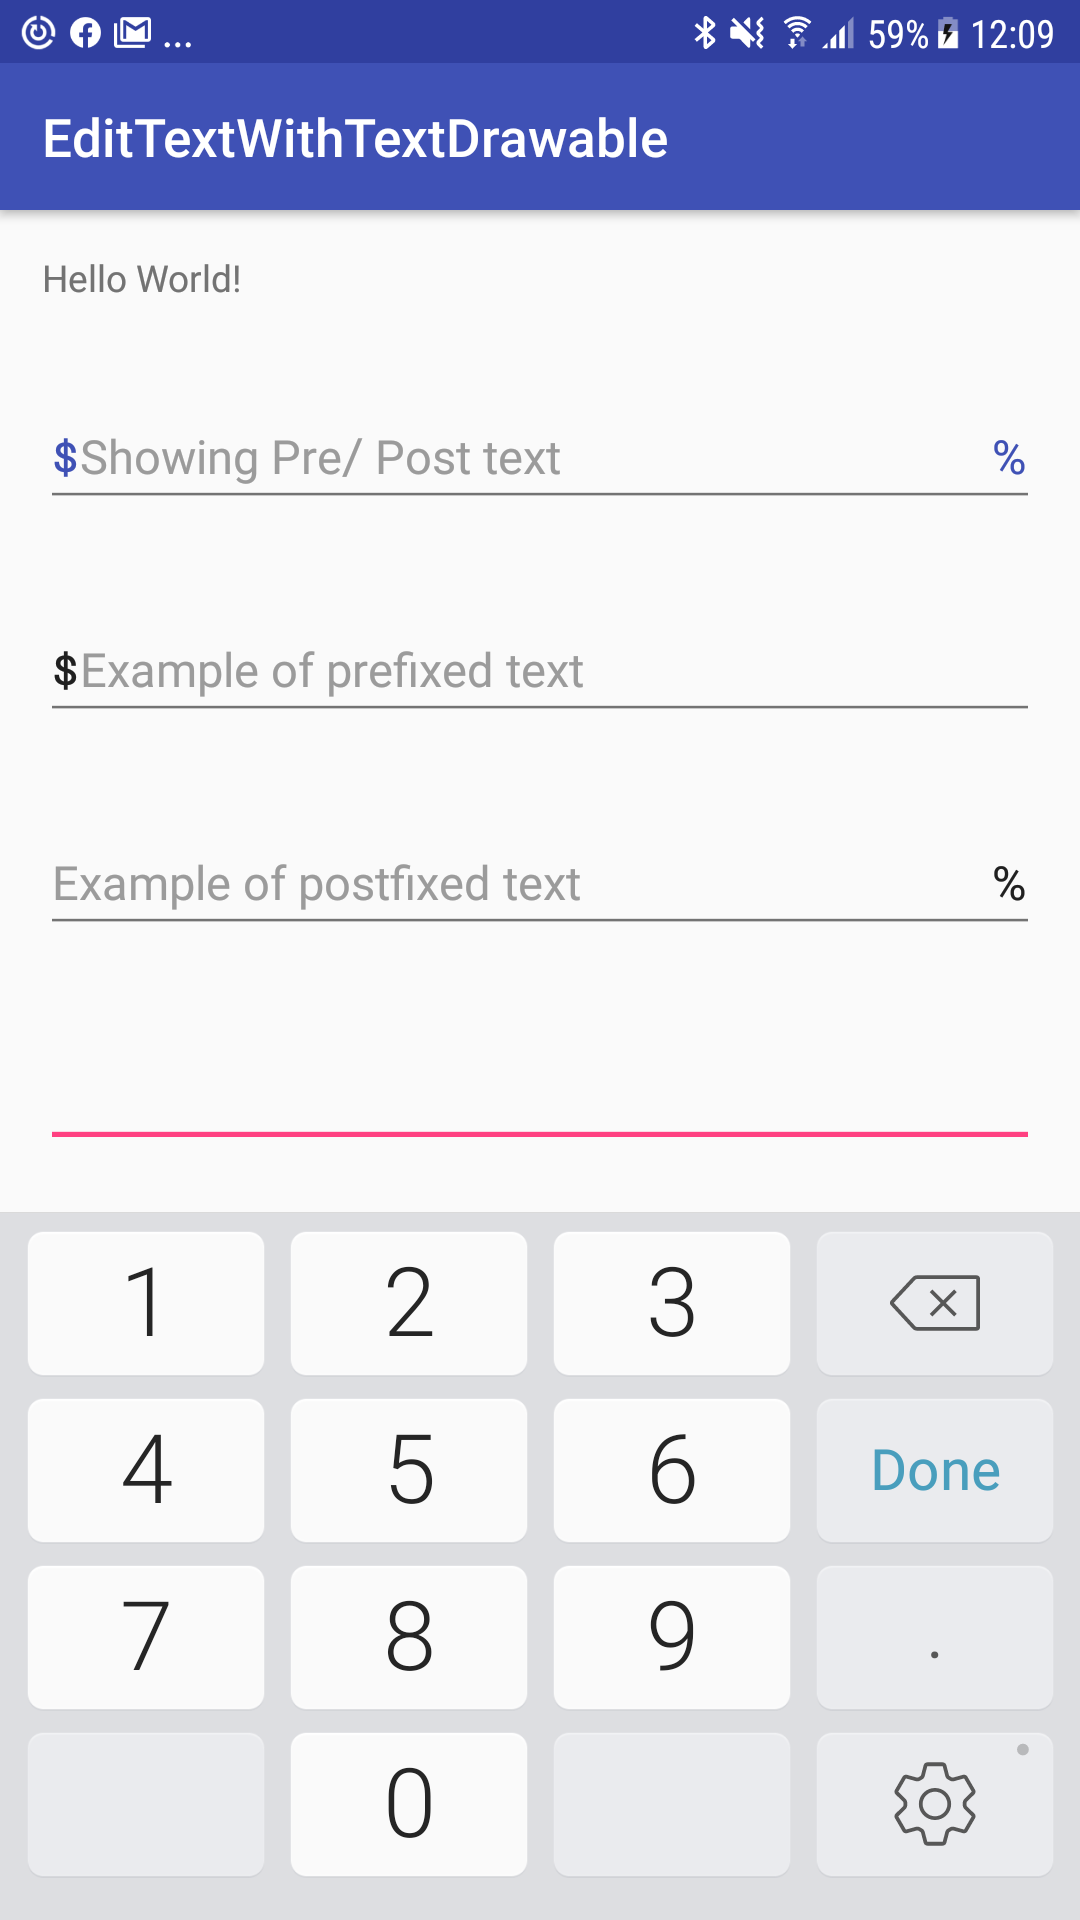 ... 59% 12:09
EditTextWithTextDrawable
Hello World!
$Showing Pre/ Post text %
$Example of prefixed text
Example of postfixed text %
1 2 3
4 5 6 Done
7 8 9 .
0